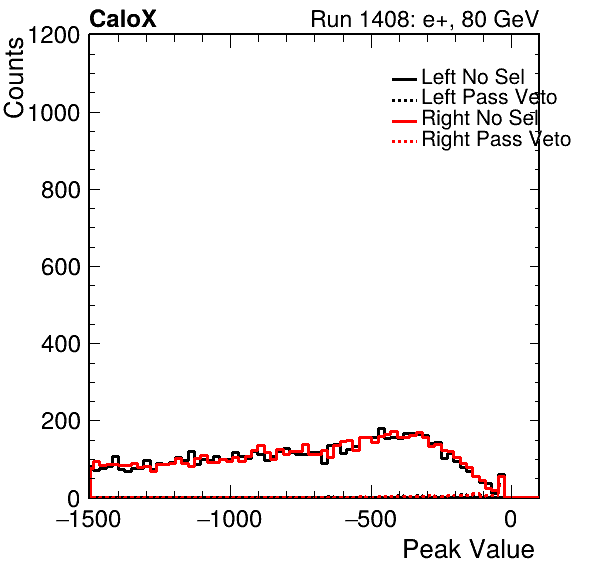 CaloX Run 1408: e+, 80 GeV
Counts
1200
1000
800
600
400
200
0
Left No Sel
Left Pass Veto
Right No Sel
Right Pass Veto
−1500 −1000 −500 0
Peak Value